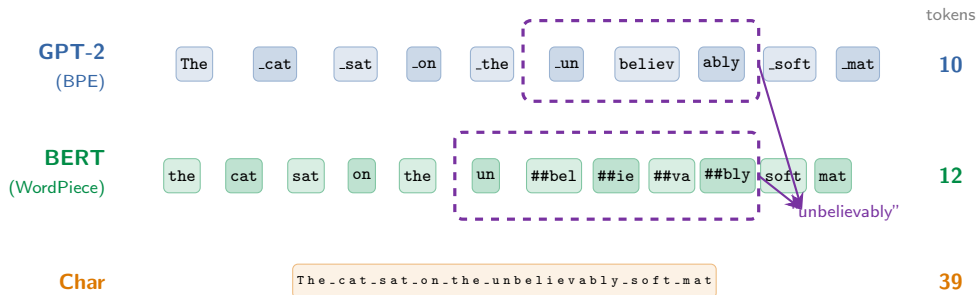 tokens
GPT-2
(BPE)
The _cat _sat _on _the _un believ ably _soft _mat
10
BERT
(WordPiece)
the cat sat on the un ##bel ##ie ##va ##bly soft mat
12
unbelievably”
Char
The_cat_sat_on_the_unbelievably_soft_mat
39